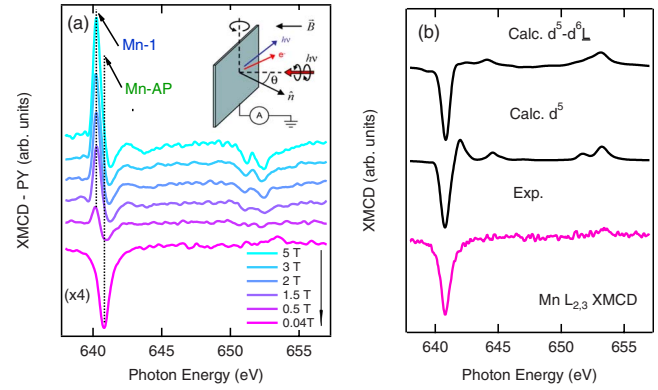 (a)
Mn-1
Mn-AP
B
hν
e-
hν
θ
n̂
A
XMCD - PY (arb. units)
5 T
3 T
2 T
1.5 T
0.5 T
0.04T
(x4)
640 645 650 655
Photon Energy (eV)
(b)
Calc. d⁵-d⁶L
Calc. d⁵
Exp.
Mn L₂,₃ XMCD
XMCD (arb. units)
640 645 650 655
Photon Energy (eV)